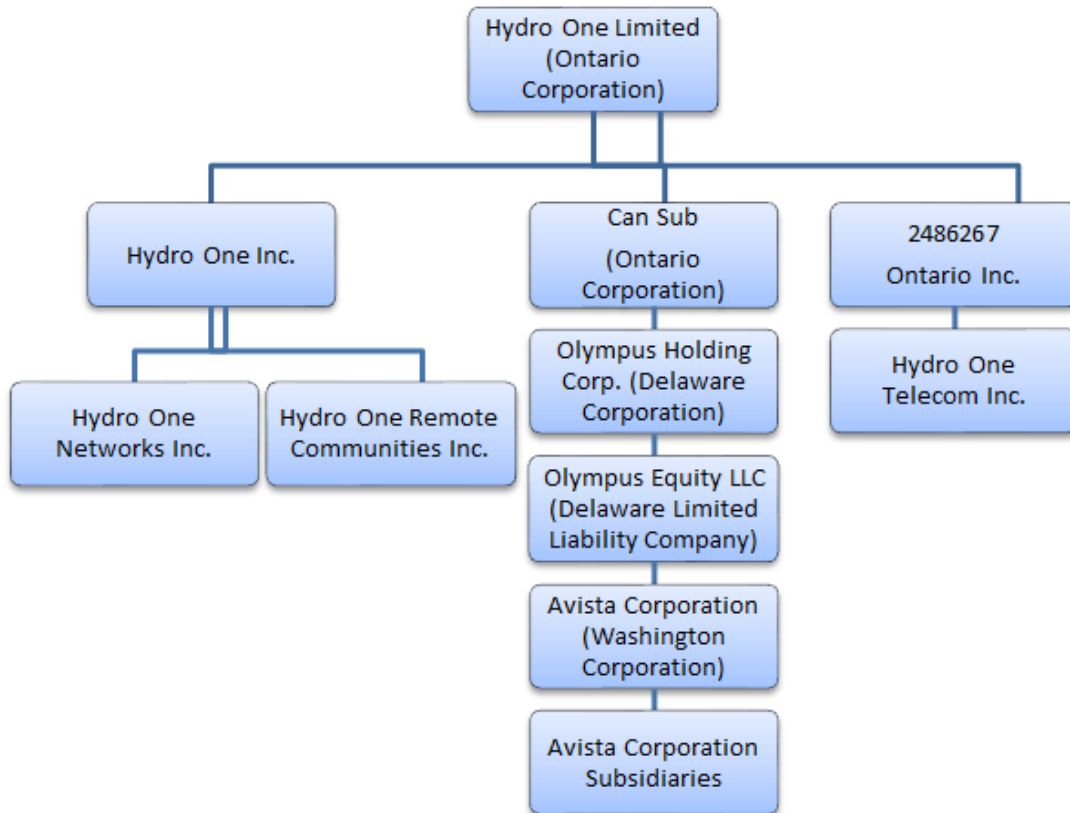 Hydro One Limited
(Ontario
Corporation)
Hydro One Inc.
Can Sub
(Ontario
Corporation)
2486267
Ontario Inc.
Hydro One
Networks Inc.
Hydro One Remote
Communities Inc.
Olympus Holding
Corp. (Delaware
Corporation)
Hydro One
Telecom Inc.
Olympus Equity LLC
(Delaware Limited
Liability Company)
Avista Corporation
(Washington
Corporation)
Avista Corporation
Subsidiaries